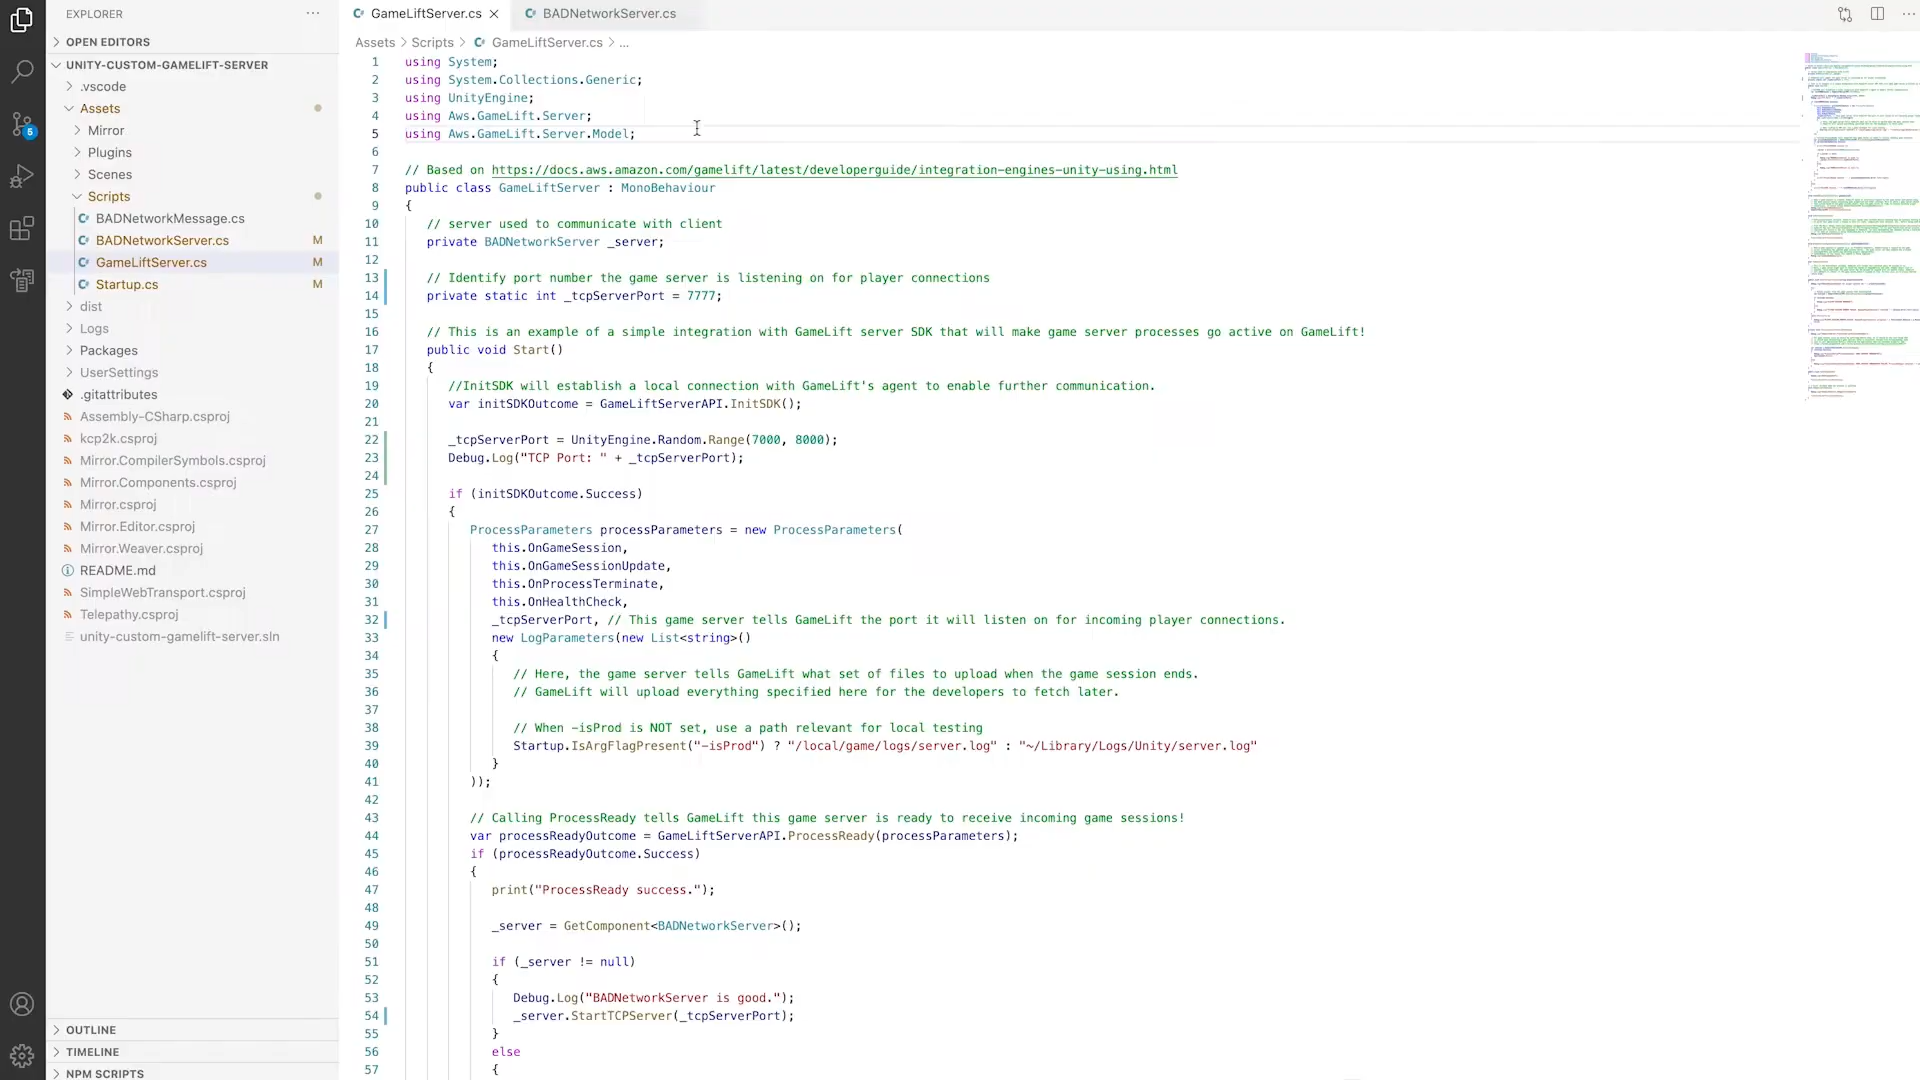 EXPLORER
OPEN EDITORS
UNITY-CUSTOM-GAMELIFT-SERVER
.vscode
Assets
Mirror
Plugins
Scenes
Scripts
BADNetworkMessage.cs
BADNetworkServer.cs M
GameLiftServer.cs M
Startup.cs M
dist
Logs
Packages
UserSettings
.gitattributes
Assembly-CSharp.csproj
kcp2k.csproj
Mirror.CompilerSymbols.csproj
Mirror.Components.csproj
Mirror.csproj
Mirror.Editor.csproj
Mirror.Weaver.csproj
README.md
SimpleWebTransport.csproj
Telepathy.csproj
unity-custom-gamelift-server.sln
OUTLINE
TIMELINE
NPM SCRIPTS
5
GameLiftServer.cs
BADNetworkServer.cs
Assets > Scripts > GameLiftServer.cs > ...
1 using System;
2 using System.Collections.Generic;
3 using UnityEngine;
4 using Aws.GameLift.Server;
5 using Aws.GameLift.Server.Model;
6
7 // Based on https://docs.aws.amazon.com/gamelift/latest/developerguide/integration-engines-unity-using.html
8 public class GameLiftServer : MonoBehaviour
9 {
10 // server used to communicate with client
11 private BADNetworkServer _server;
12
13 // Identify port number the game server is listening on for player connections
14 private static int _tcpServerPort = 7777;
15
16 // This is an example of a simple integration with GameLift server SDK that will make game server processes go active on GameLift!
17 public void Start()
18 {
19 //InitSDK will establish a local connection with GameLift's agent to enable further communication.
20 var initSDKOutcome = GameLiftServerAPI.InitSDK();
21
22 _tcpServerPort = UnityEngine.Random.Range(7000, 8000);
23 Debug.Log("TCP Port: " + _tcpServerPort);
24
25 if (initSDKOutcome.Success)
26 {
27 ProcessParameters processParameters = new ProcessParameters(
28 this.OnGameSession,
29 this.OnGameSessionUpdate,
30 this.OnProcessTerminate,
31 this.OnHealthCheck,
32 _tcpServerPort, // This game server tells GameLift the port it will listen on for incoming player connections.
33 new LogParameters(new List<string>()
34 {
35 // Here, the game server tells GameLift what set of files to upload when the game session ends.
36 // GameLift will upload everything specified here for the developers to fetch later.
37
38 // When -isProd is NOT set, use a path relevant for local testing
39 Startup.IsArgFlagPresent("-isProd") ? "/local/game/logs/server.log" : "~/Library/Logs/Unity/server.log"
40 }
41 ));
42
43 // Calling ProcessReady tells GameLift this game server is ready to receive incoming game sessions!
44 var processReadyOutcome = GameLiftServerAPI.ProcessReady(processParameters);
45 if (processReadyOutcome.Success)
46 {
47 print("ProcessReady success.");
48
49 _server = GetComponent<BADNetworkServer>();
50
51 if (_server != null)
52 {
53 Debug.Log("BADNetworkServer is good.");
54 _server.StartTCPServer(_tcpServerPort);
55 }
56 else
57 {